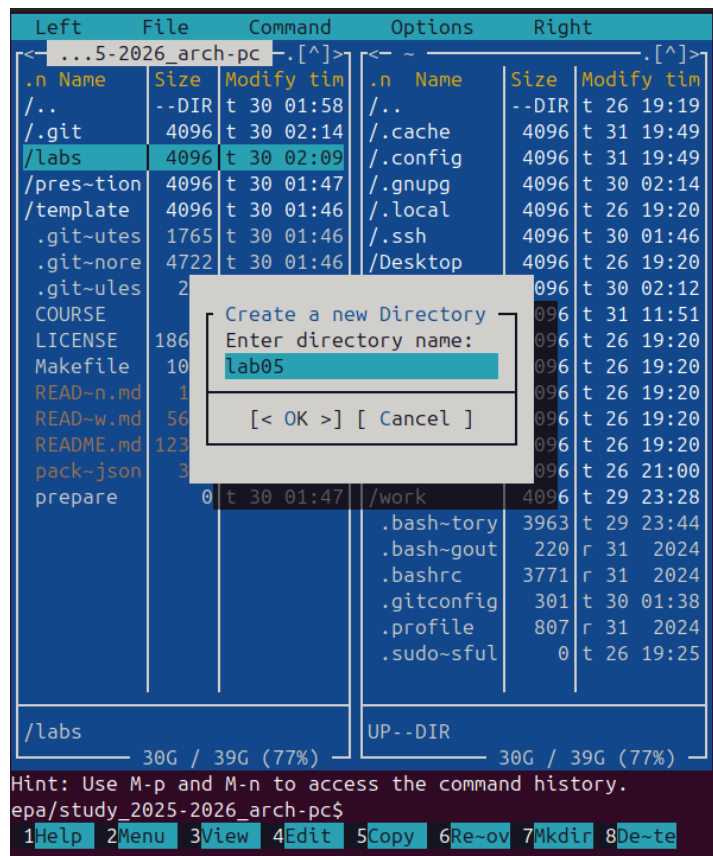 Left File Command Options Right
<─ ...5-2026_arch-pc ─.[^]>┐ ┌<─ ~ ─.[^]>┐
.n Name Size Modify tim .n Name Size Modify tim
/.. --DIR t 30 01:58 /.. --DIR t 26 19:19
/.git 4096 t 30 02:14 /.cache 4096 t 31 19:49
/labs 4096 t 30 02:09 /.config 4096 t 31 19:49
/pres~tion 4096 t 30 01:47 /.gnupg 4096 t 30 02:14
/template 4096 t 30 01:46 /.local 4096 t 26 19:20
.git~utes 1765 t 30 01:46 /.ssh 4096 t 30 01:46
.git~nore 4722 t 30 01:46 /Desktop 4096 t 26 19:20
.git~ules 2 096 t 30 02:12
COURSE Create a new Directory 096 t 31 11:51
LICENSE 186 Enter directory name: 096 t 26 19:20
Makefile 10 lab05 096 t 26 19:20
READ~n.md 1 096 t 26 19:20
READ~w.md 56 [< OK >] [ Cancel ] 096 t 26 19:20
README.md 123 096 t 26 19:20
pack~json 3 096 t 26 21:00
prepare 0 t 30 01:47 /work 4096 t 29 23:28
.bash~tory 3963 t 29 23:44
.bash~gout 220 r 31 2024
.bashrc 3771 r 31 2024
.gitconfig 301 t 30 01:38
.profile 807 r 31 2024
.sudo~sful 0 t 26 19:25
/labs UP--DIR
30G / 39G (77%) 30G / 39G (77%)
Hint: Use M-p and M-n to access the command history.
epa/study_2025-2026_arch-pc$
1Help 2Menu 3View 4Edit 5Copy 6Re~ov 7Mkdir 8De~te